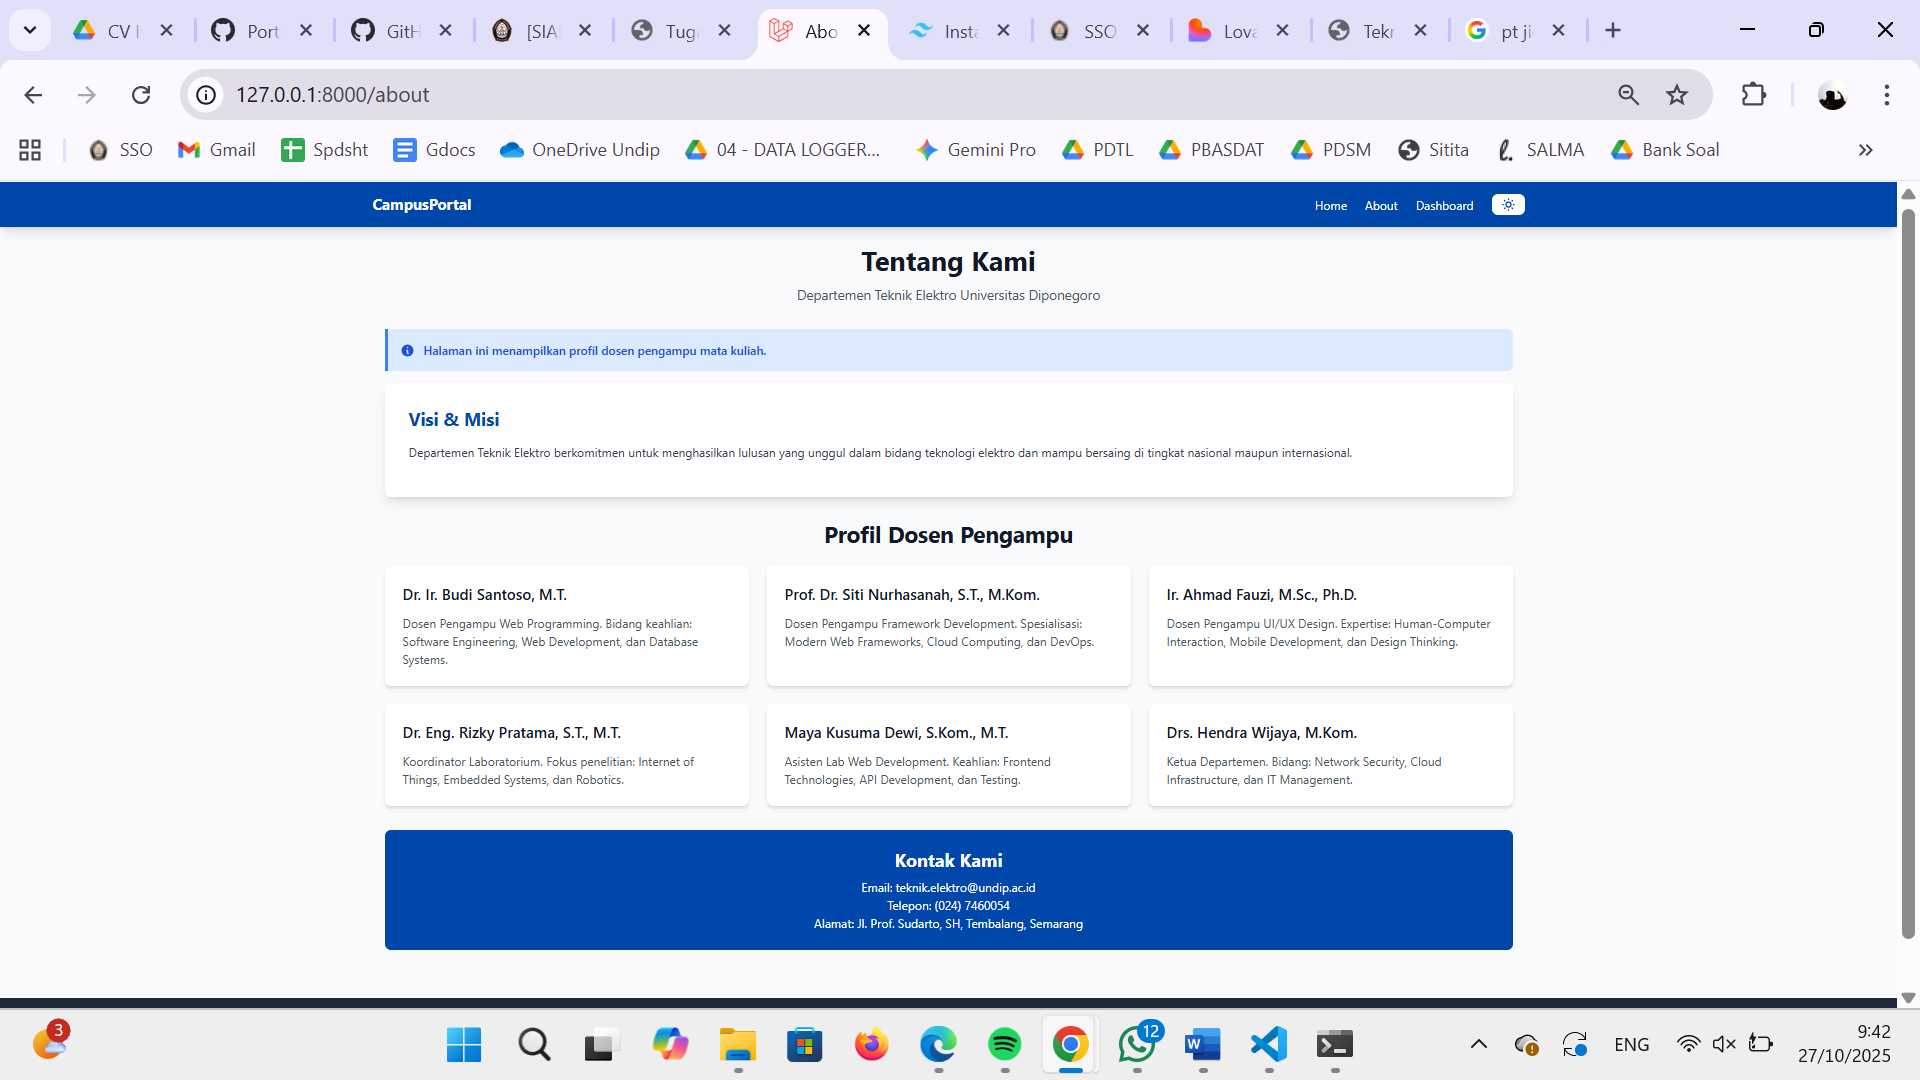 CV I
Port
GitH
[SIA
Tuga
Abo
Insta
SSO
Lova
Tekr
pt ji
127.0.0.1:8000/about
SSO
Gmail
Spdsht
Gdocs
OneDrive Undip
04 - DATA LOGGER...
Gemini Pro
PDTL
PBASDAT
PDSM
Sitita
SALMA
Bank Soal
CampusPortal
Home
About
Dashboard
Tentang Kami
Departemen Teknik Elektro Universitas Diponegoro
Halaman ini menampilkan profil dosen pengampu mata kuliah.
Visi & Misi
Departemen Teknik Elektro berkomitmen untuk menghasilkan lulusan yang unggul dalam bidang teknologi elektro dan mampu bersaing di tingkat nasional maupun internasional.
Profil Dosen Pengampu
Dr. Ir. Budi Santoso, M.T.
Dosen Pengampu Web Programming. Bidang keahlian:
Software Engineering, Web Development, dan Database
Systems.
Prof. Dr. Siti Nurhasanah, S.T., M.Kom.
Dosen Pengampu Framework Development. Spesialisasi:
Modern Web Frameworks, Cloud Computing, dan DevOps.
Ir. Ahmad Fauzi, M.Sc., Ph.D.
Dosen Pengampu UI/UX Design. Expertise: Human-Computer
Interaction, Mobile Development, dan Design Thinking.
Dr. Eng. Rizky Pratama, S.T., M.T.
Koordinator Laboratorium. Fokus penelitian: Internet of
Things, Embedded Systems, dan Robotics.
Maya Kusuma Dewi, S.Kom., M.T.
Asisten Lab Web Development. Keahlian: Frontend
Technologies, API Development, dan Testing.
Drs. Hendra Wijaya, M.Kom.
Ketua Departemen. Bidang: Network Security, Cloud
Infrastructure, dan IT Management.
Kontak Kami
Email: teknik.elektro@undip.ac.id
Telepon: (024) 7460054
Alamat: Jl. Prof. Sudarto, SH, Tembalang, Semarang
3
12
ENG
9:42
27/10/2025